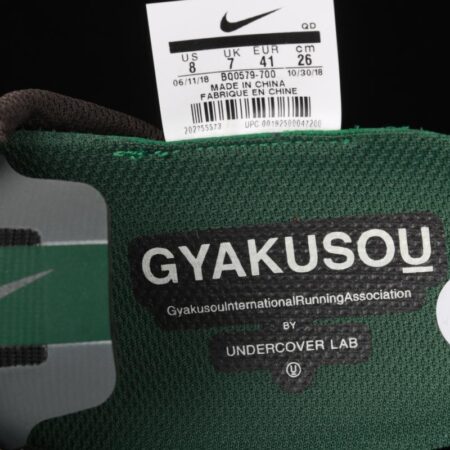 QD
US UK EUR cm
8 7 41 26
06/11/18 BQ0579-700 10/30/18
MADE IN CHINA
FABRIQUE EN CHINE
GYAKUSOU
GyakusouInternationalRunningAssociation
BY
UNDERCOVER LAB
U